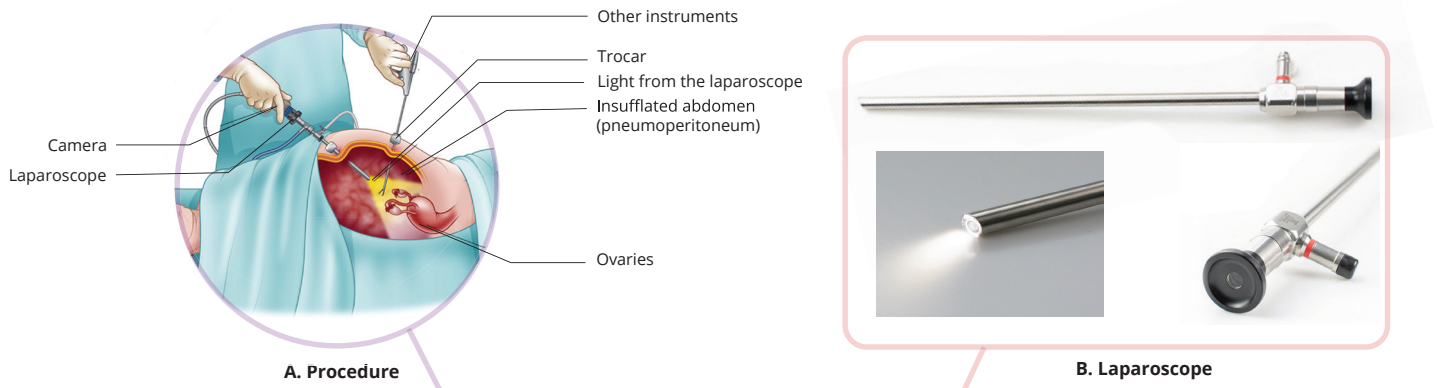 Other instruments
Trocar
Light from the laparoscope
Insufflated abdomen
(pneumoperitoneum)
Camera
Laparoscope
Ovaries
A. Procedure
B. Laparoscope